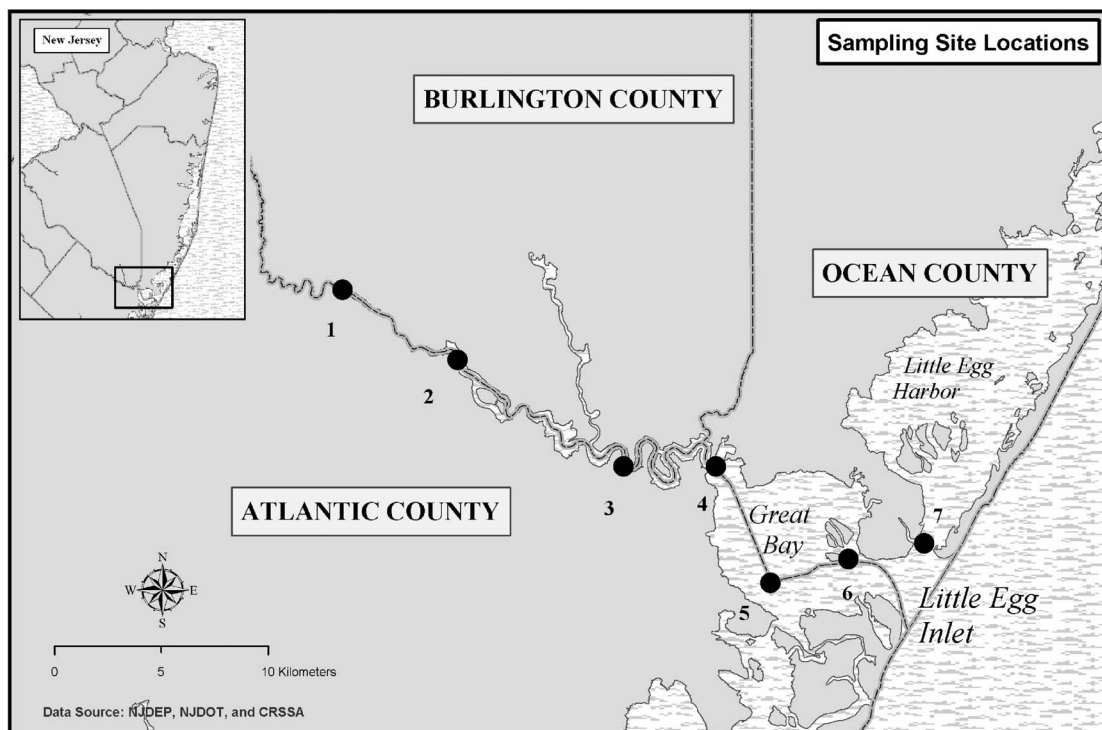 New Jersey
Sampling Site Locations
BURLINGTON COUNTY
OCEAN COUNTY
1
Little Egg
Harbor
2
ATLANTIC COUNTY
3
4
Great
Bay
7
5
6
Little Egg
Inlet
N
W
E
S
0
5
10 Kilometers
Data Source: NJDEP, NJDOT, and CRSSA